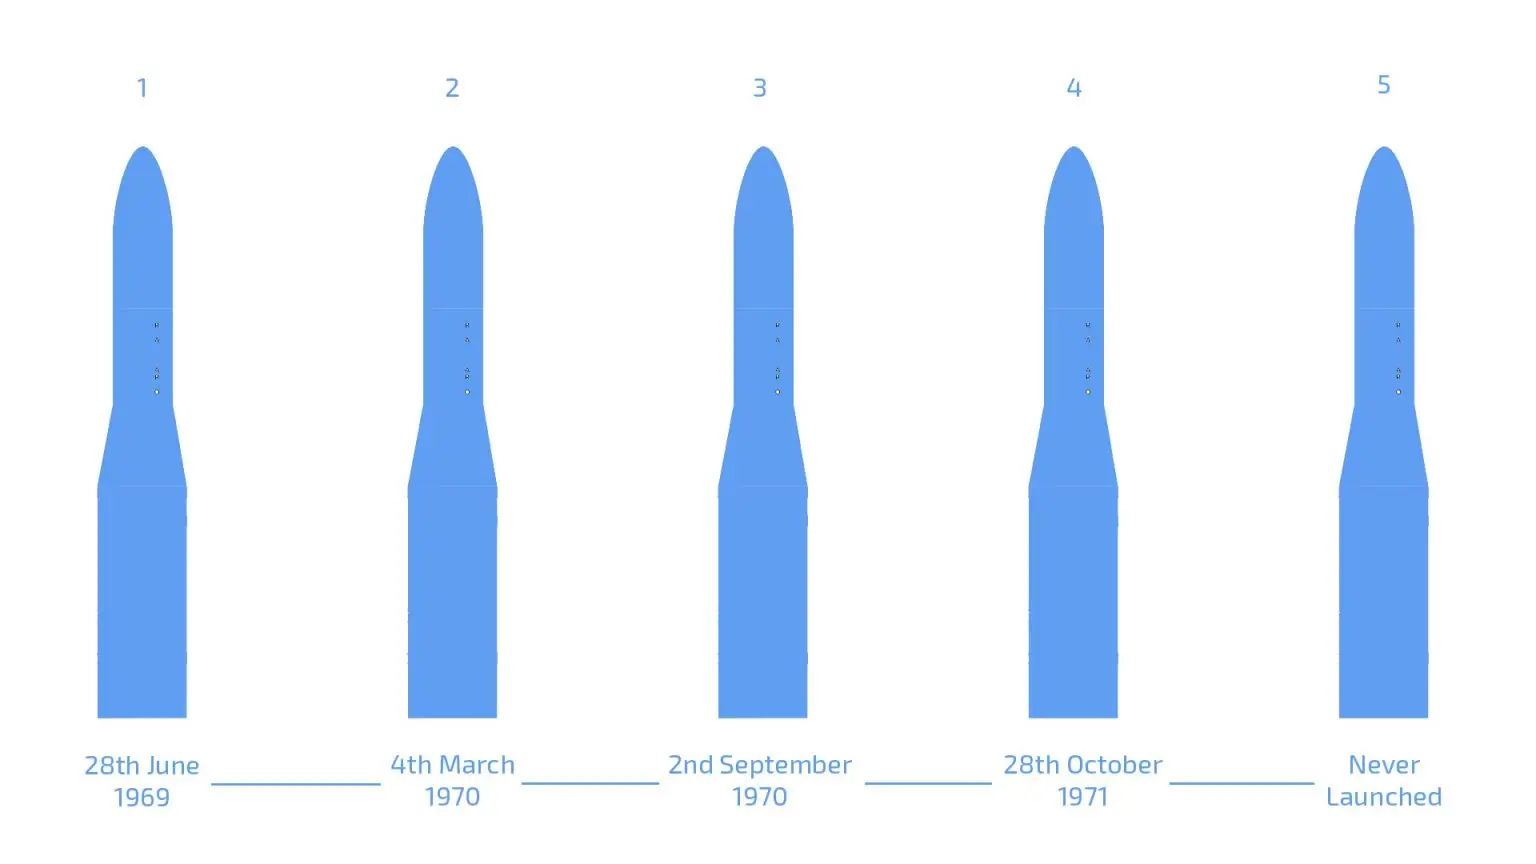 1
2
3
4
5
28th June
1969
4th March
1970
2nd September
1970
28th October
1971
Never
Launched